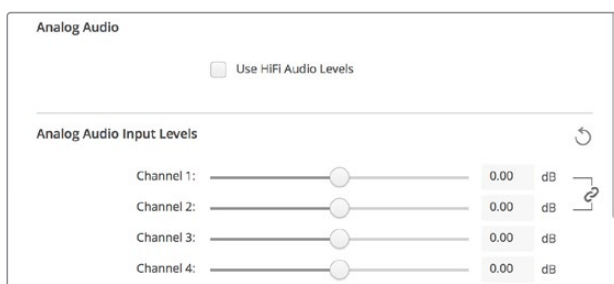 Analog Audio
Use HiFi Audio Levels
Analog Audio Input Levels
Channel 1: 0.00 dB
Channel 2: 0.00 dB
Channel 3: 0.00 dB
Channel 4: 0.00 dB